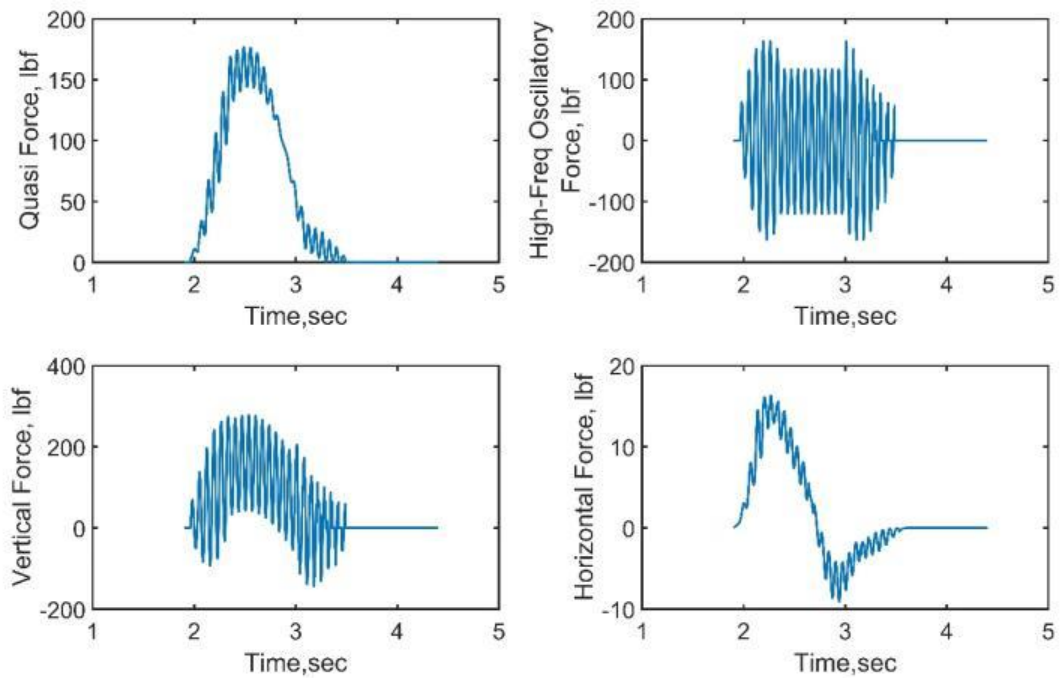 200
150
100
50
0
Quasi Force, lbf
1 2 3 4 5
Time,sec
200
100
0
-100
-200
High-Freq Oscillatory
Force, lbf
1 2 3 4 5
Time,sec
400
200
0
-200
Vertical Force, lbf
1 2 3 4 5
Time,sec
20
10
0
-10
Horizontal Force, lbf
1 2 3 4 5
Time,sec